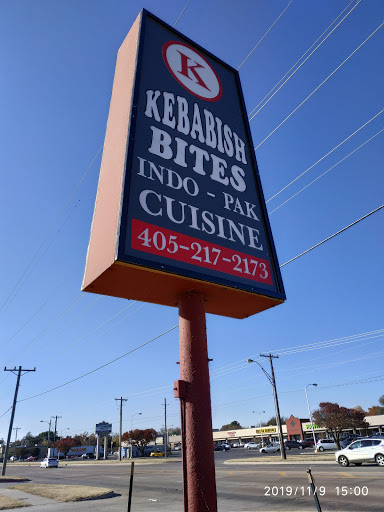 K
KEBABISH
BITES
INDO - PAK
CUISINE
405-217-2173
2019/11/9 15:00